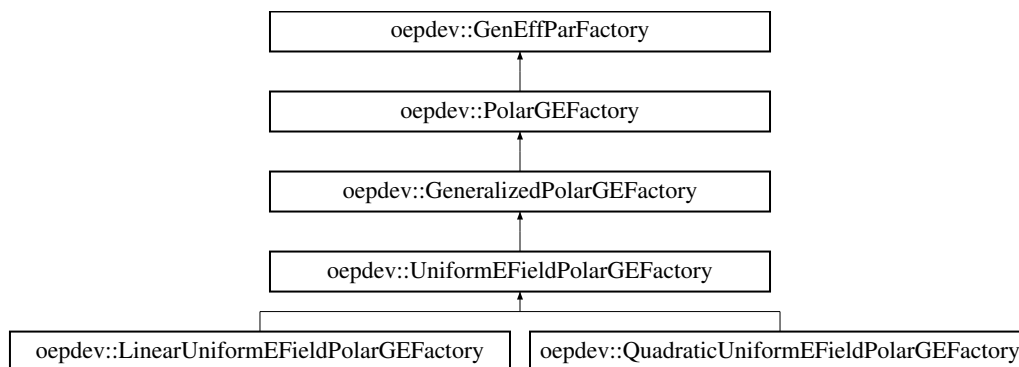 oepdev::GenEffParFactory
oepdev::PolarGEFactory
oepdev::GeneralizedPolarGEFactory
oepdev::UniformEFieldPolarGEFactory
oepdev::LinearUniformEFieldPolarGEFactory
oepdev::QuadraticUniformEFieldPolarGEFactory